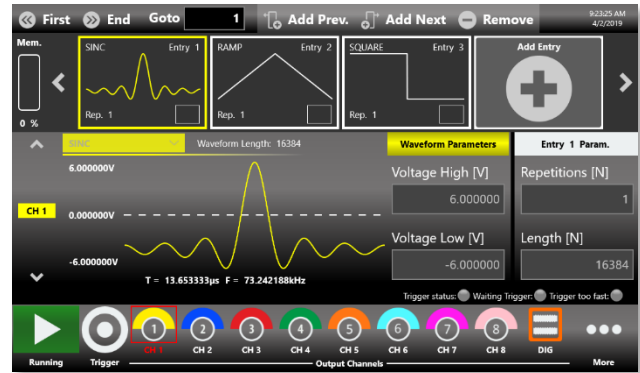 First End Goto 1 Add Prev. Add Next Remove 9:23:25 AM
4/2/2019
Mem.
0 %
SINC Entry 1
Rep. 1
RAMP Entry 2
Rep. 1
SQUARE Entry 3
Rep. 1
Add Entry
SINC Waveform Length: 16384
6.000000V
CH 1 0.000000V
-6.000000V
T = 13.653333µs F = 73.242188kHz
Waveform Parameters
Voltage High [V]
6.000000
Voltage Low [V]
-6.000000
Entry 1 Param.
Repetitions [N]
1
Length [N]
16384
Trigger status: Waiting Trigger: Trigger too fast:
1 2 3 4 5 6 7 8
CH 1 CH 2 CH 3 CH 4 CH 5 CH 6 CH 7 CH 8 DIG
Running Trigger Output Channels More